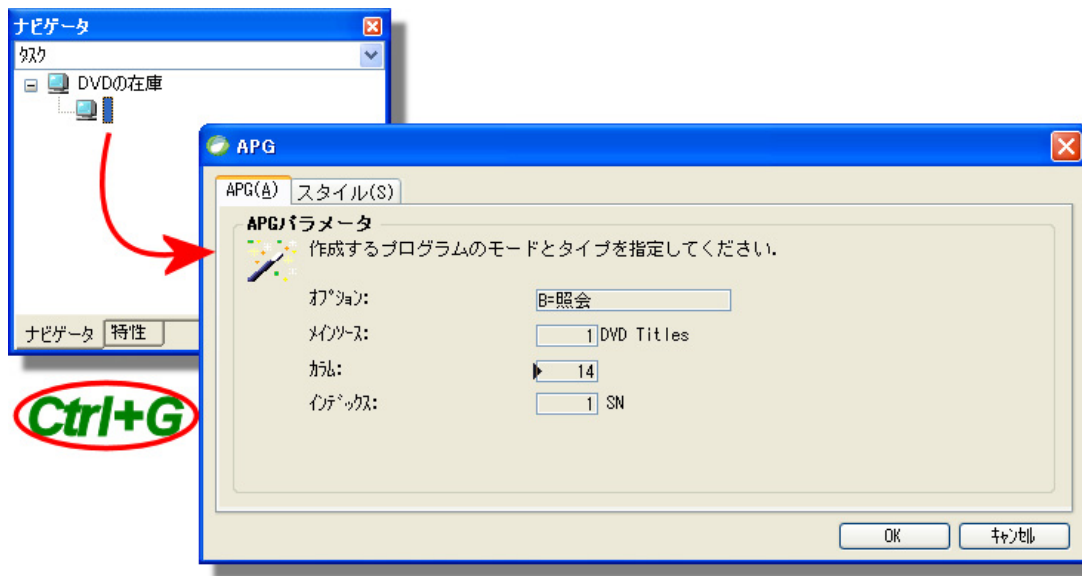 ナビゲータ
タスク
DVDの在庫
ナビゲータ 特性
Ctrl+G
APG
APG(A) スタイル(S)
APGパラメータ
作成するプログラムのモードとタイプを指定してください.
オプション: B=照会
メインソース: 1 DVD Titles
カラム: 14
インデックス: 1 SN
OK キャンセル